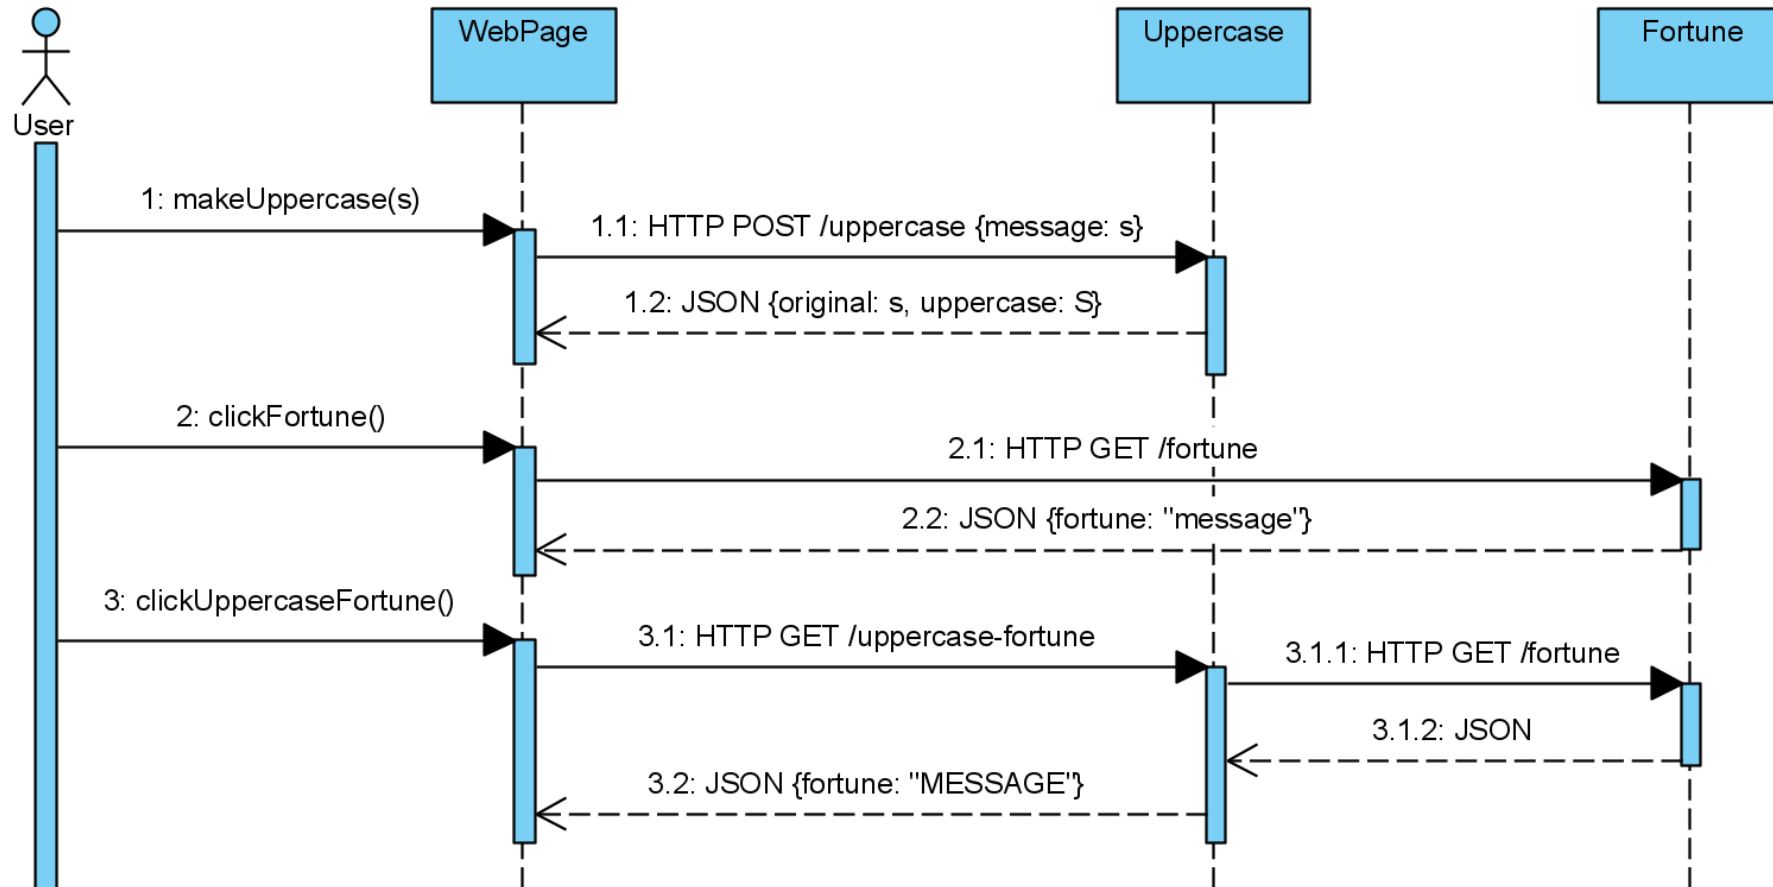 WebPage
Uppercase
Fortune
User
1: makeUppercase(s)
1.1: HTTP POST /uppercase {message: s}
1.2: JSON {original: s, uppercase: S}
2: clickFortune()
2.1: HTTP GET /fortune
2.2: JSON {fortune: "message"}
3: clickUppercaseFortune()
3.1: HTTP GET /uppercase-fortune
3.1.1: HTTP GET /fortune
3.1.2: JSON
3.2: JSON {fortune: "MESSAGE"}